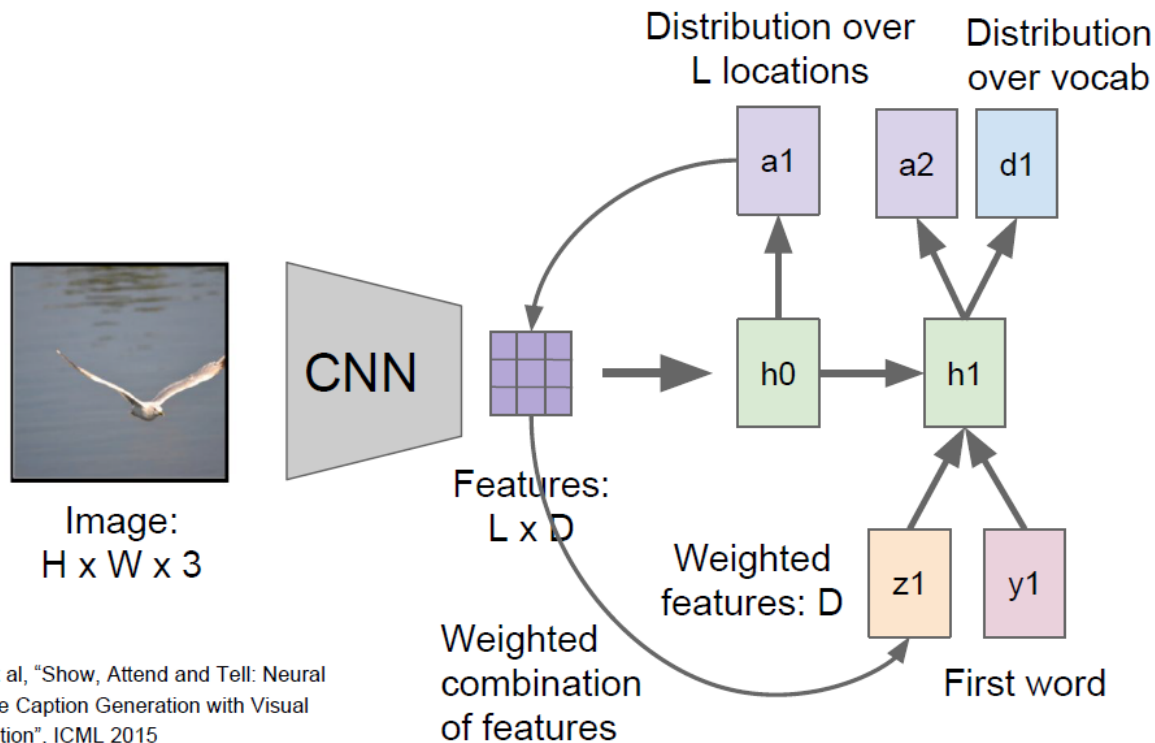 Distribution over
L locations
Distribution
over vocab
a1
a2
d1
CNN
h0
h1
Image:
H x W x 3
Features:
L x D
Weighted
features: D
z1
y1
Weighted
combination
of features
First word
al, “Show, Attend and Tell: Neural
e Caption Generation with Visual
tion”, ICML 2015